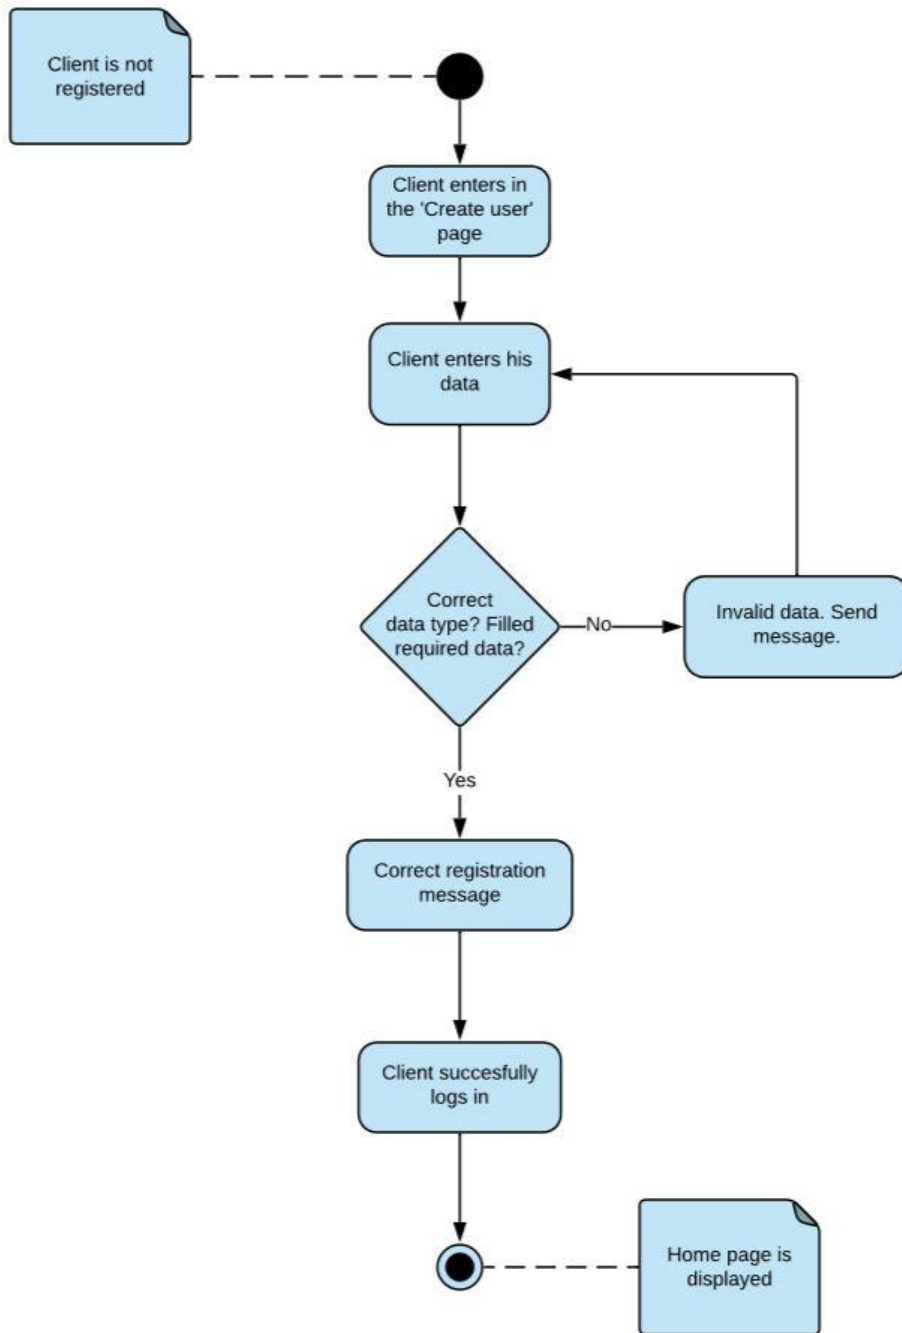 Client is not
registered
Client enters in
the 'Create user'
page
Client enters his
data
Correct
data type? Filled
required data?
No
Invalid data. Send
message.
Yes
Correct registration
message
Client succesfully
logs in
Home page is
displayed